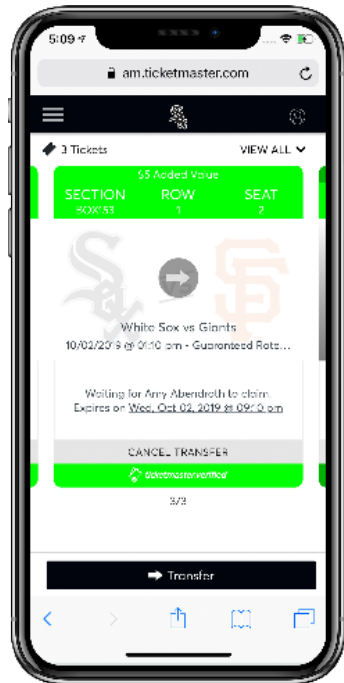 5:09
am.ticketmaster.com
3 Tickets
VIEW ALL
$5 Added Value
SECTION ROW SEAT
BOX153 1 2
White Sox vs Giants
10/02/2019 @ 01:10 pm - Guaranteed Rate...
Waiting for Amy Abendroth to claim.
Expires on Wed, Oct 02, 2019 @ 09:10 pm
CANCEL TRANSFER
ticketmaster verified
3/3
Transfer